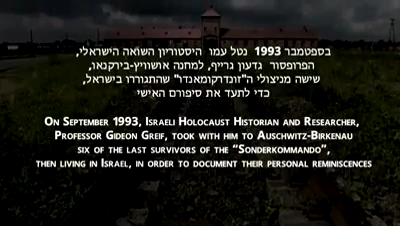 בספטמבר 1993 נטל עמו היסטוריון השואה הישראלי,
הפרופסור גדעון גרייף, למחנה אושוויץ-בירקנאו,
שישה מניצולי ה"זונדרקומאנדו" שהתגוררו בישראל,
כדי לתעד את סיפורם האישי
On September 1993, Israeli Holocaust Historian and Researcher,
Professor Gideon Greif, took with him to Auschwitz-Birkenau
six of the last survivors of the "Sonderkommando",
then living in Israel, in order to document their personal reminiscences